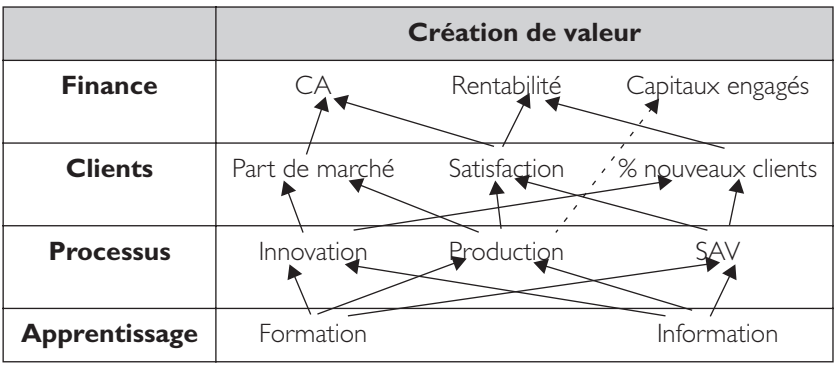 Création de valeur
Finance CA Rentabilité Capitaux engagés
Clients Part de marché Satisfaction % nouveaux clients
Processus Innovation Production SAV
Apprentissage Formation Information